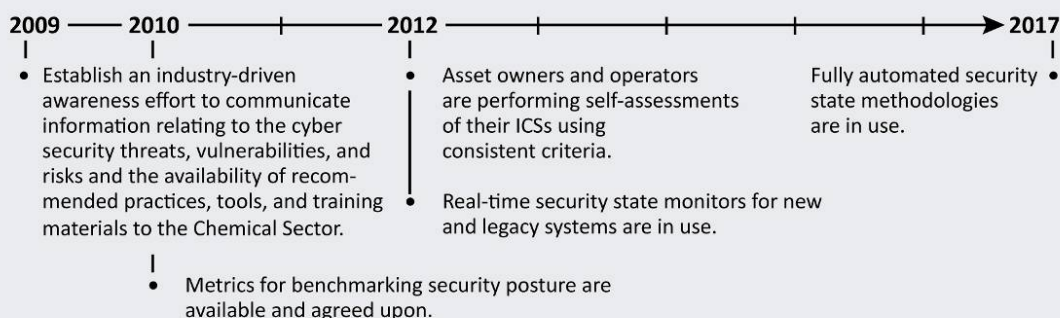 2009 2010 2012 2017
Establish an industry-driven
awareness effort to communicate
information relating to the cyber
security threats, vulnerabilities, and
risks and the availability of recom-
mended practices, tools, and training
materials to the Chemical Sector.
Metrics for benchmarking security posture are
available and agreed upon.
Asset owners and operators
are performing self-assessments
of their ICSs using
consistent criteria.
Real-time security state monitors for new
and legacy systems are in use.
Fully automated security
state methodologies
are in use.